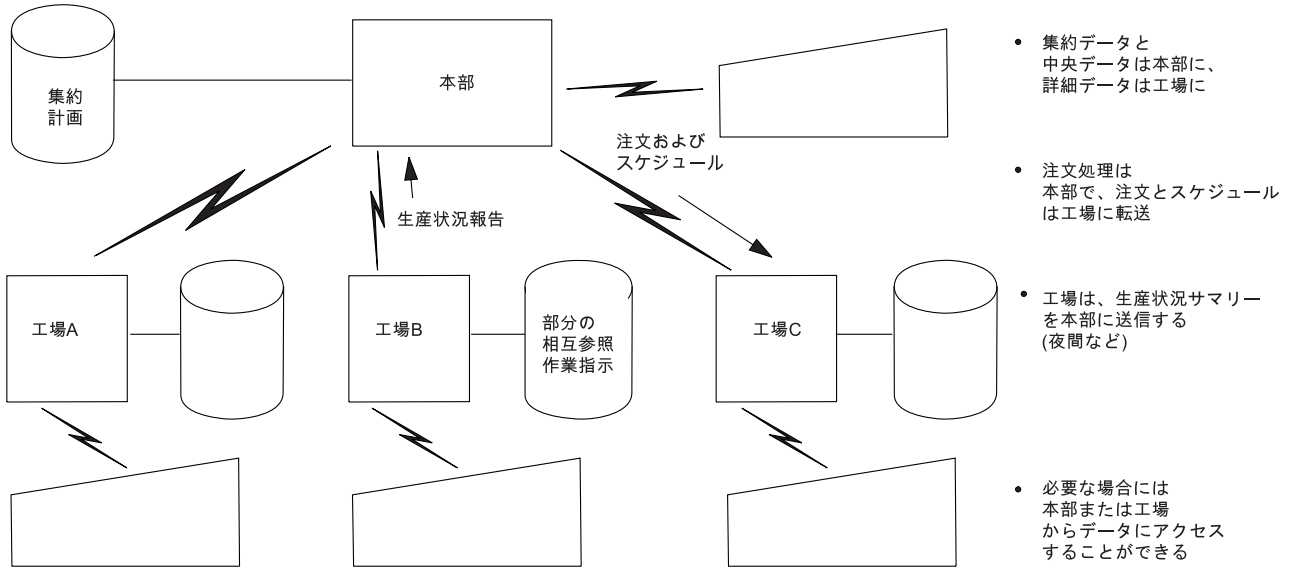 集約
計画
本部
注文および
スケジュール
生産状況報告
工場A
工場B
部分の
相互参照
作業指示
工場C
• 集約データと
中央データは本部に、
詳細データは工場に
• 注文処理は
本部で、注文とスケジュール
は工場に転送
• 工場は、生産状況サマリー
を本部に送信する
(夜間など)
• 必要な場合には
本部または工場
からデータにアクセス
することができる